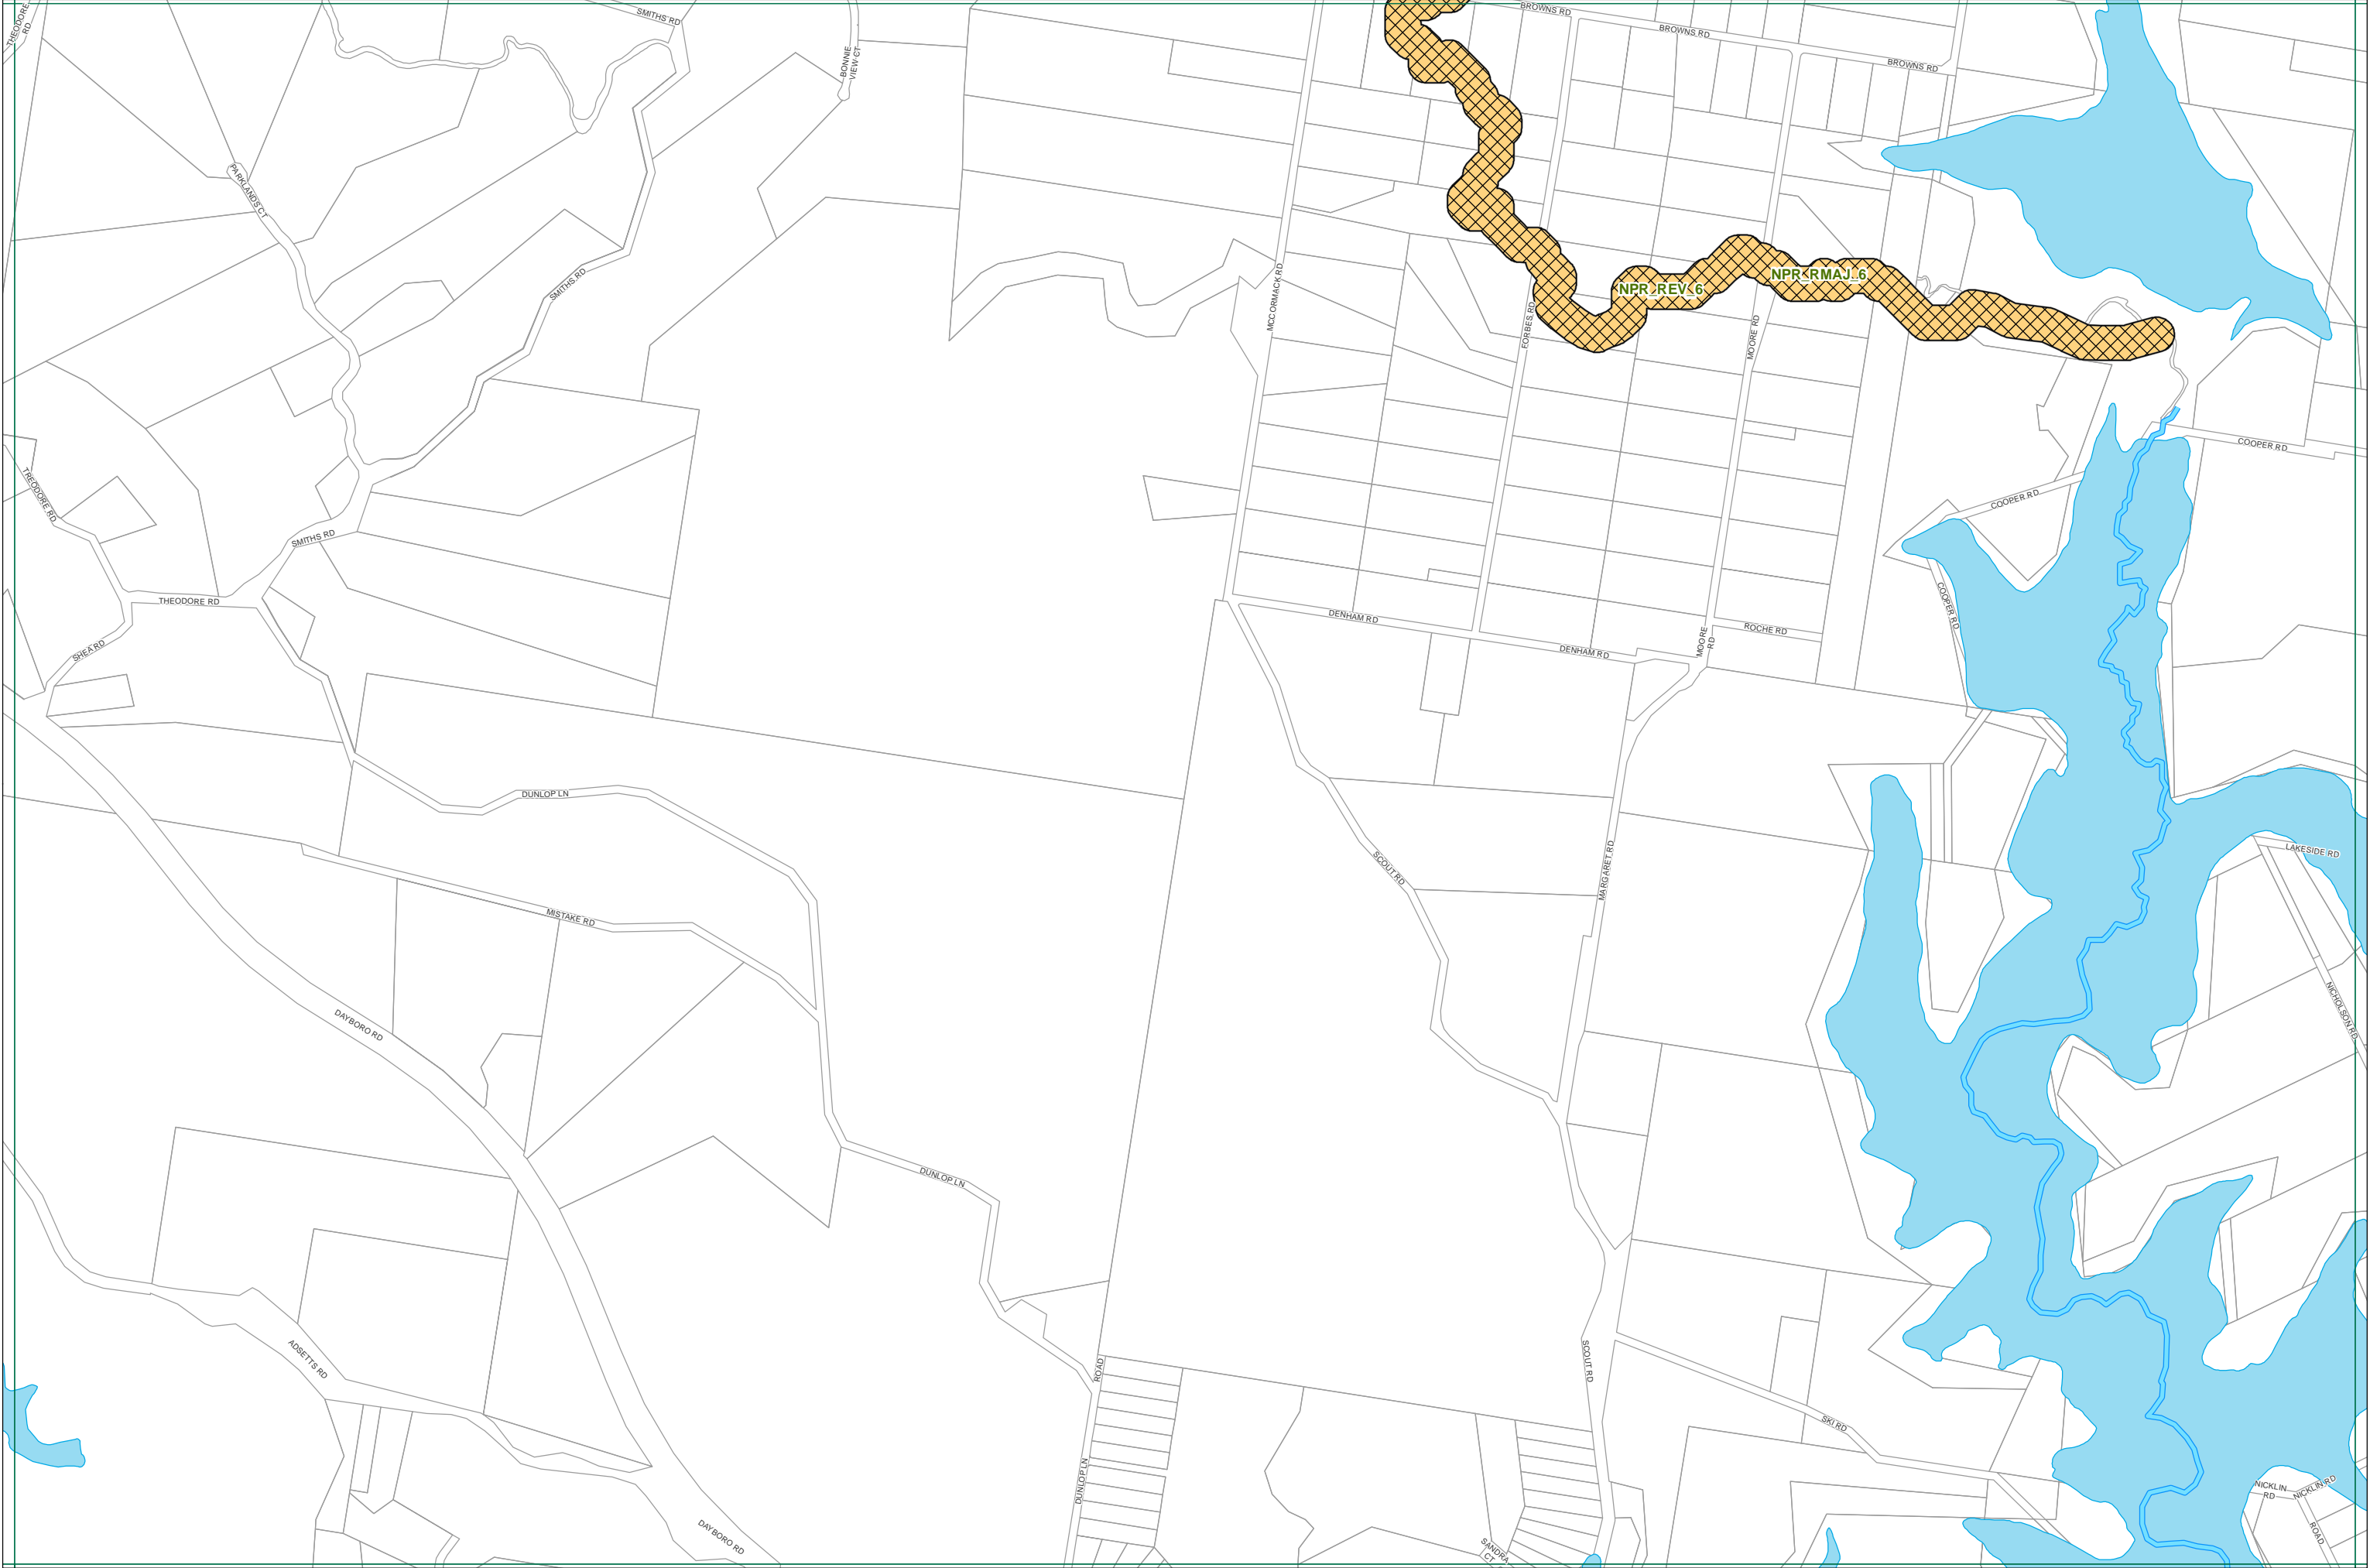 THEODORE
RD
SMITHS RD
BONNIE
VIEW CT
BROWNS RD
BROWNS RD
BROWNS RD
PARKLANDS CT
SMITHS RD
MCCORMACK RD
FORBES RD
MOORE RD
NPR_REV_6
NPR_RMAJ_6
COOPER RD
COOPER RD
COOPER RD
THEODORE RD
SMITHS RD
THEODORE RD
SHEA RD
DENHAM RD
DENHAM RD
MOORE
RD
ROCHE RD
DUNLOP LN
SCOUT RD
MARGARET RD
LAKESIDE RD
MISTAKE RD
NICHOLSON RD
DAYBORO RD
DUNLOP LN
ADSETTS RD
ROAD
SCOUT RD
SKI RD
DUNLOP LN
NICKLIN
RD
NICKLIN RD
ROAD
DAYBORO RD
SANDRA
CT